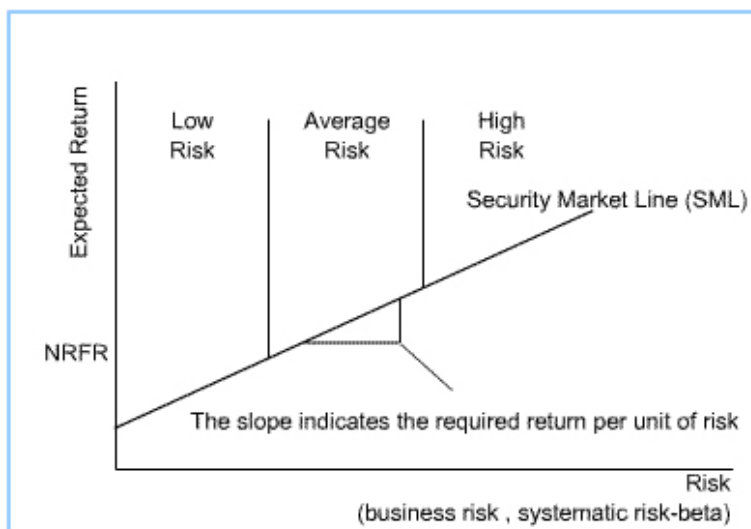 Expected Return
Low
Risk
Average
Risk
High
Risk
Security Market Line (SML)
NRFR
The slope indicates the required return per unit of risk
Risk
(business risk , systematic risk-beta)